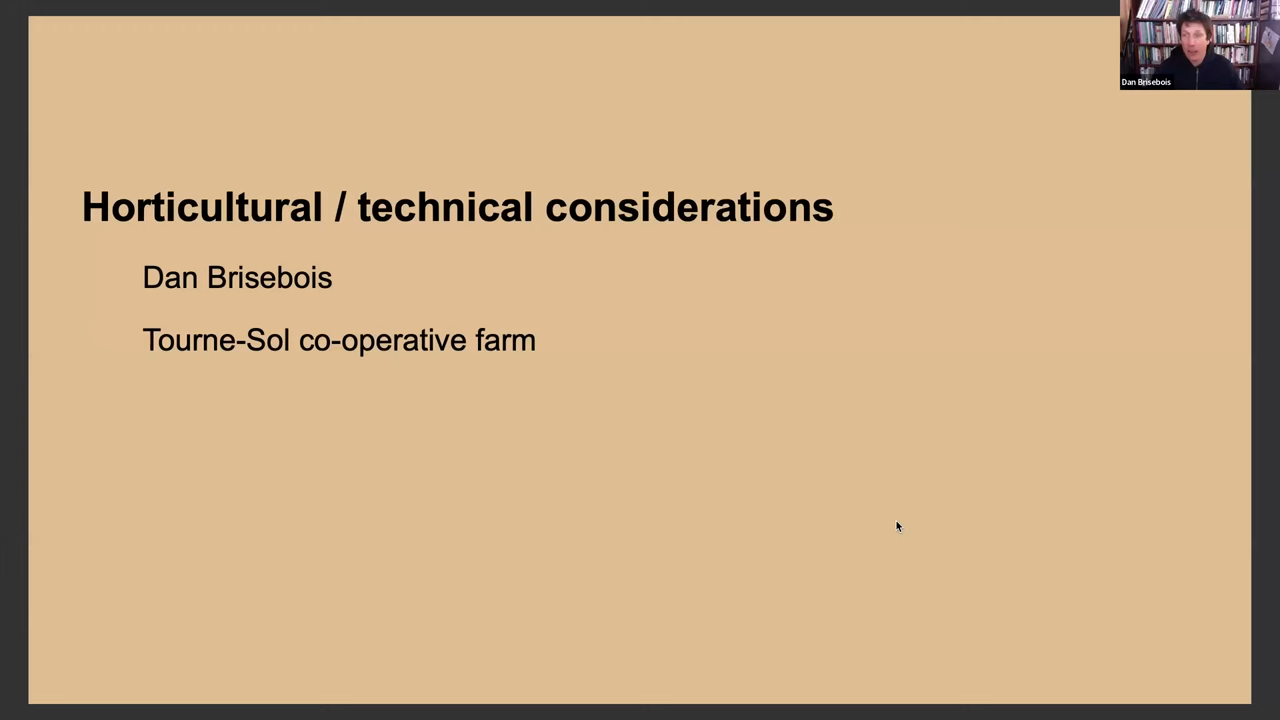 Horticultural / technical considerations
Dan Brisebois
Tourne-Sol co-operative farm
Dan Brisebois